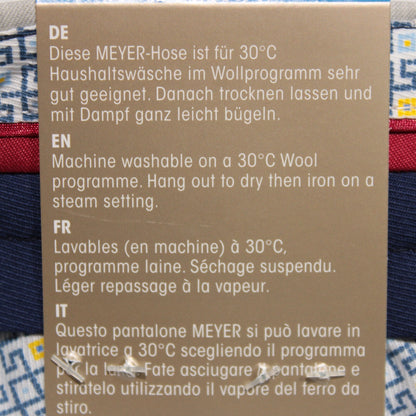 DE
Diese MEYER-Hose ist für 30°C
Haushaltswäsche im Wollprogramm sehr
gut geeignet. Danach trocknen lassen und
mit Dampf ganz leicht bügeln.
EN
Machine washable on a 30°C Wool
programme. Hang out to dry then iron on a
steam setting.
FR
Lavables (en machine) à 30°C,
programme laine. Séchage suspendu.
Léger repassage à la vapeur.
IT
Questo pantalone MEYER si può lavare in
lavatrice a 30°C scegliendo il programma
la Fate asciugare il pantalone e
stiratelo utilizzando il vapore del ferro da
stiro.